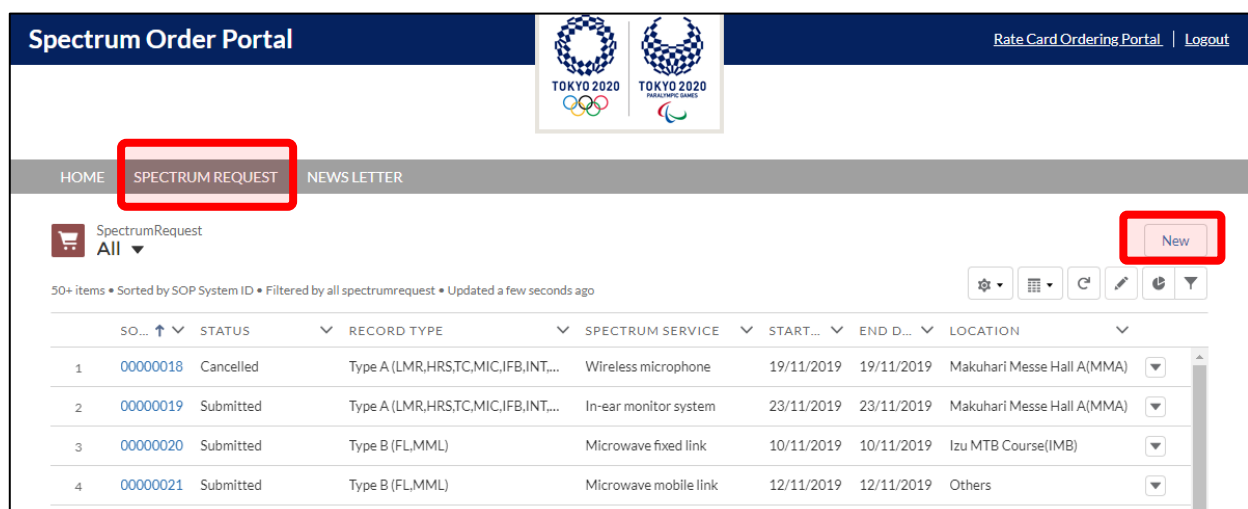 Spectrum Order Portal
TOKYO 2020
TOKYO 2020
PARALYMPIC GAMES
Rate Card Ordering Portal | Logout
HOME SPECTRUM REQUEST NEWS LETTER
SpectrumRequest
All
New
50+ items • Sorted by SOP System ID • Filtered by all spectrumrequest • Updated a few seconds ago
SO... STATUS RECORD TYPE SPECTRUM SERVICE START... END D... LOCATION
1 00000018 Cancelled Type A (LMR,HRS,TC,MIC,IFB,INT,... Wireless microphone 19/11/2019 19/11/2019 Makuhari Messe Hall A(MMA)
2 00000019 Submitted Type A (LMR,HRS,TC,MIC,IFB,INT,... In-ear monitor system 23/11/2019 23/11/2019 Makuhari Messe Hall A(MMA)
3 00000020 Submitted Type B (FL,MML) Microwave fixed link 10/11/2019 10/11/2019 Izu MTB Course(IMB)
4 00000021 Submitted Type B (FL,MML) Microwave mobile link 12/11/2019 12/11/2019 Others